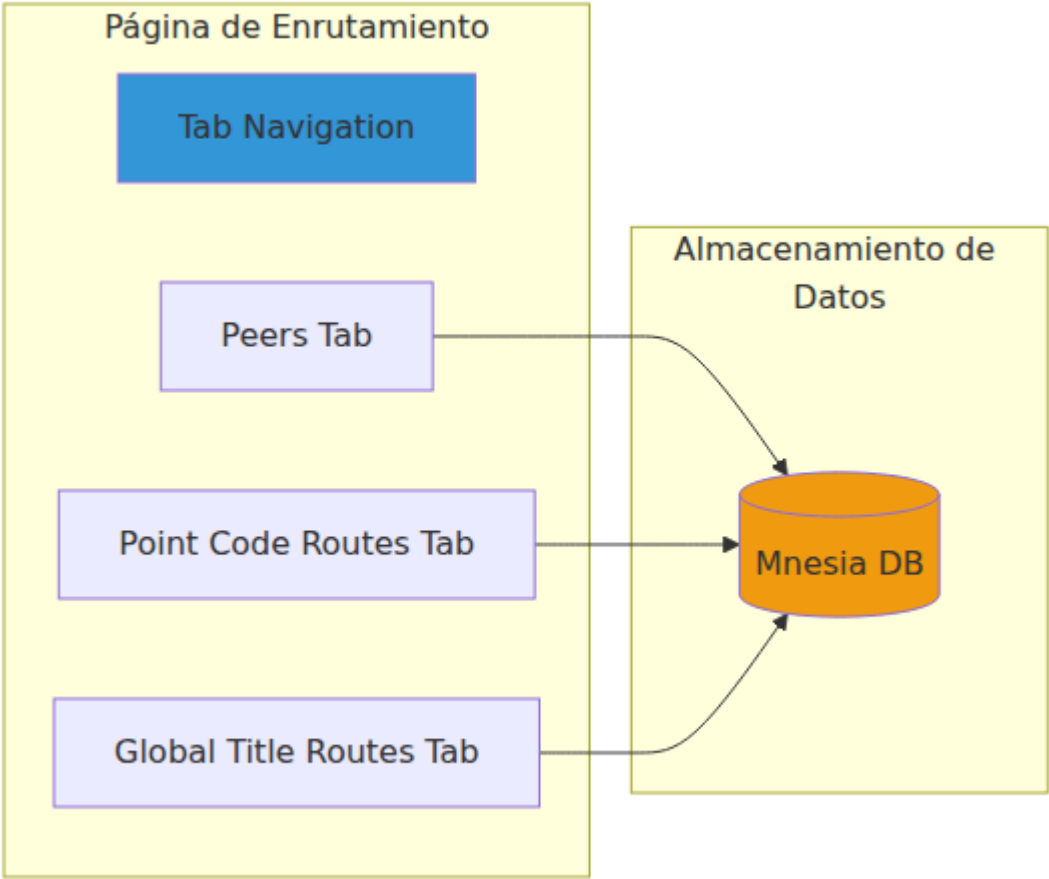 Página de Enrutamiento
Tab Navigation
Peers Tab
Point Code Routes Tab
Global Title Routes Tab
Almacenamiento de
Datos
Mnesia DB